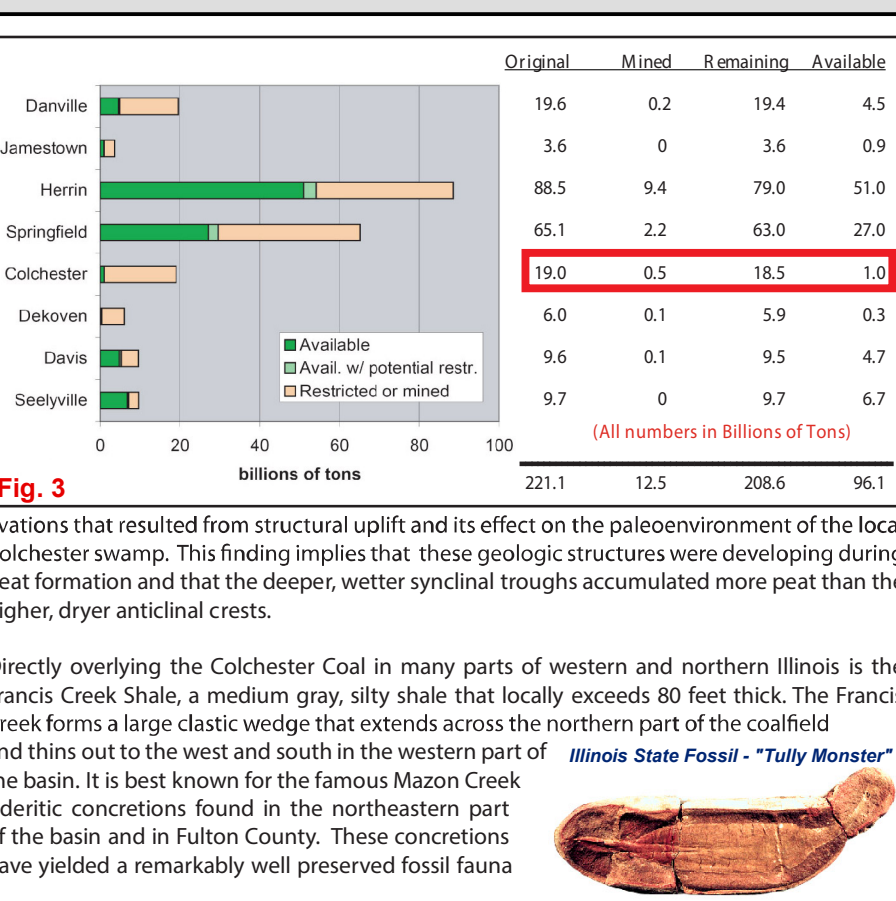 Original Mined Remaining Available
Danville 19.6 0.2 19.4 4.5
Jamestown 3.6 0 3.6 0.9
Herrin 88.5 9.4 79.0 51.0
Springfield 65.1 2.2 63.0 27.0
Colchester 19.0 0.5 18.5 1.0
Dekoven 6.0 0.1 5.9 0.3
Davis 9.6 0.1 9.5 4.7
Seelyville 9.7 0 9.7 6.7
Available
Avail. w/ potential restr.
Restricted or mined
0 20 40 60 80 100
billions of tons
(All numbers in Billions of Tons)
221.1 12.5 208.6 96.1
Fig. 3
vations that resulted from structural uplift and its effect on the paleoenvironment of the loca
olchester swamp. This finding implies that these geologic structures were developing during
eat formation and that the deeper, wetter synclinal troughs accumulated more peat than the
igher, dryer anticlinal crests.
Directly overlying the Colchester Coal in many parts of western and northern Illinois is the
rancis Creek Shale, a medium gray, silty shale that locally exceeds 80 feet thick. The Francis
reek forms a large clastic wedge that extends across the northern part of the coalfield
nd thins out to the west and south in the western part of
he basin. It is best known for the famous Mazon Creek
deritic concretions found in the northeastern part
f the basin and in Fulton County. These concretions
ave yielded a remarkably well preserved fossil fauna
Illinois State Fossil - "Tully Monster"